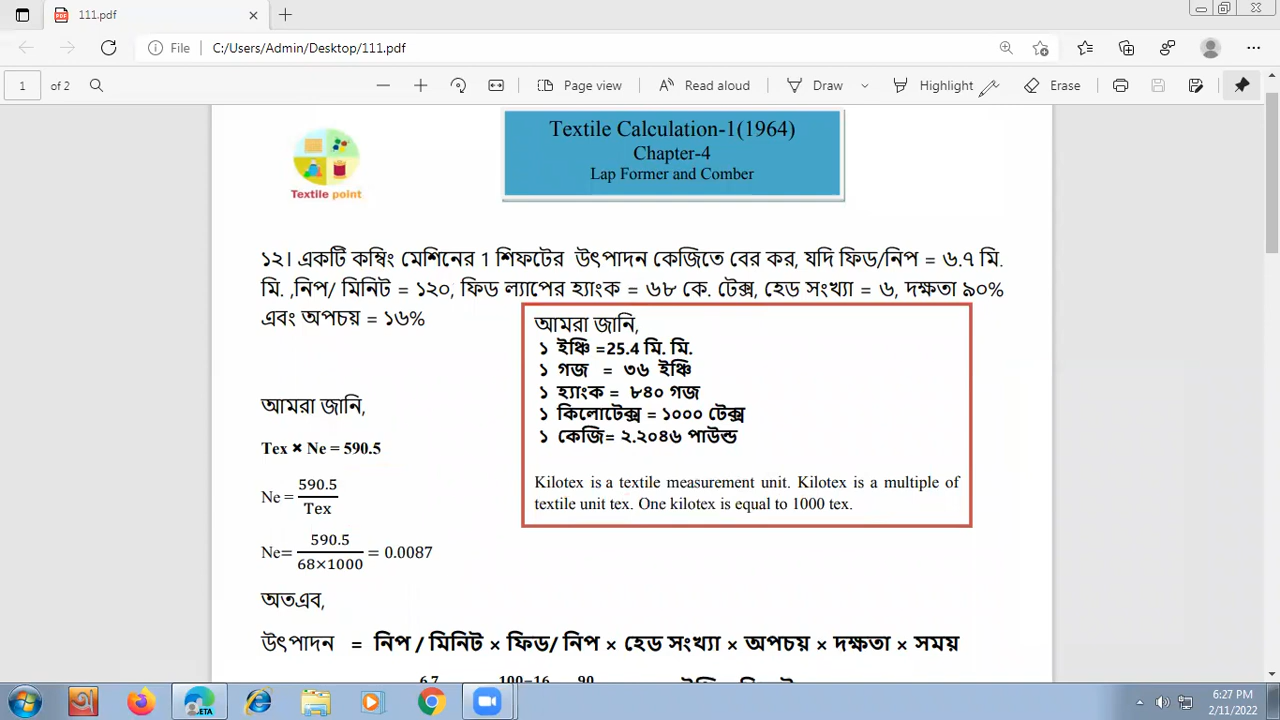 111.pdf
File C:/Users/Admin/Desktop/111.pdf
1 of 2 Page view Read aloud Draw Highlight Erase
Textile Calculation-1(1964)
Chapter-4
Lap Former and Comber
Textile point
১২। একটি কম্বিং মেশিনের 1 শিফটের উৎপাদন কেজিতে বের কর, যদি ফিড/নিপ = ৬.৭ মি.
মি. ,নিপ/ মিনিট = ১২০, ফিড ল্যাপের হ্যাংক = ৬৮ কে. টেক্স, হেড সংখ্যা = ৬, দক্ষতা ৯০%
এবং অপচয় = ১৬%
আমরা জানি,
১ ইঞ্চি =25.4 মি. মি.
১ গজ = ৩৬ ইঞ্চি
১ হ্যাংক = ৮৪০ গজ
১ কিলোটেক্স = ১০০০ টেক্স
১ কেজি= ২.২০৪৬ পাউন্ড
Kilotex is a textile measurement unit. Kilotex is a multiple of
textile unit tex. One kilotex is equal to 1000 tex.
আমরা জানি,
Tex × Ne = 590.5
Ne = 590.5
Tex
Ne= 590.5 = 0.0087
68×1000
অতএব,
উৎপাদন = নিপ / মিনিট × ফিড/ নিপ × হেড সংখ্যা × অপচয় × দক্ষতা × সময়
6.7 100−16 90
BETA
6:27 PM
2/11/2022